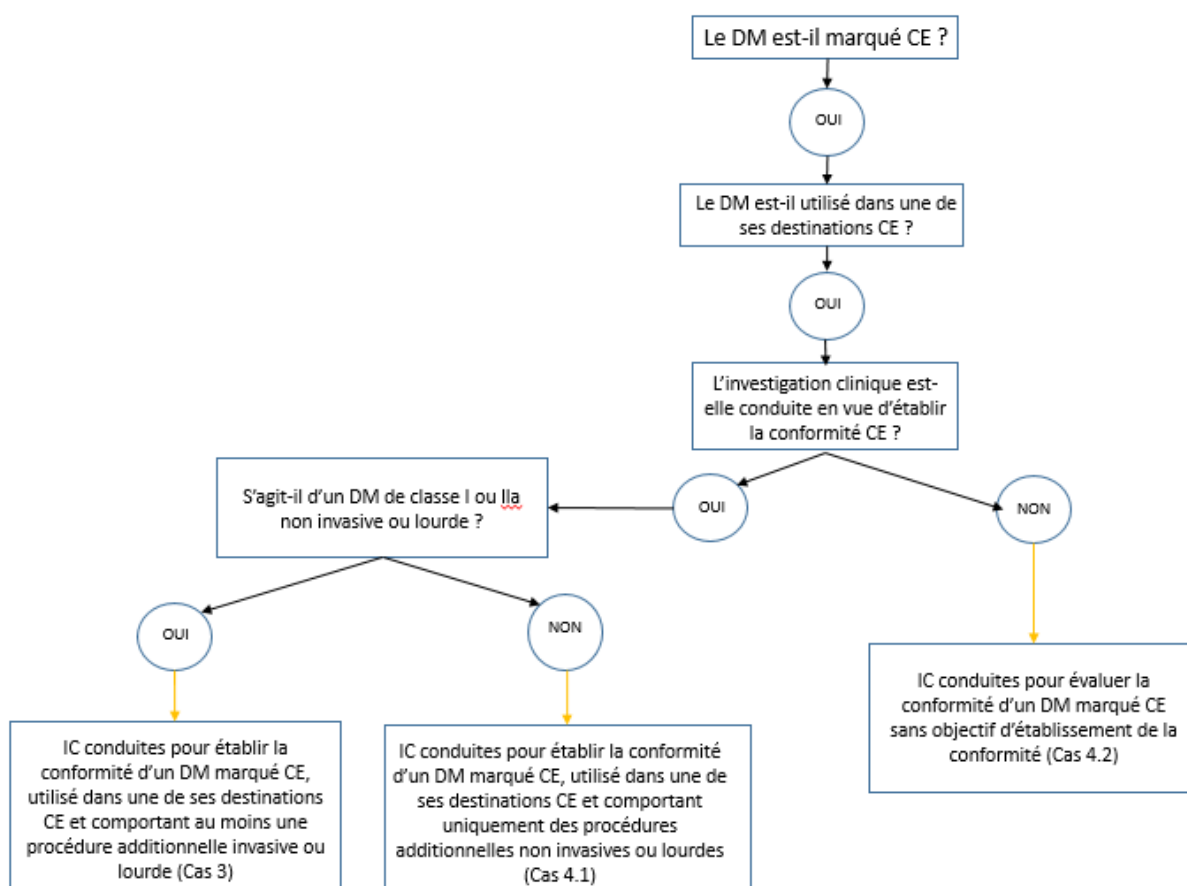 Le DM est-il marqué CE ?
OUI
Le DM est-il utilisé dans une de
ses destinations CE ?
OUI
L’investigation clinique est-
elle conduite en vue d’établir
la conformité CE ?
S’agit-il d’un DM de classe I ou IIa
non invasive ou lourde ?
OUI
NON
OUI
NON
IC conduites pour établir la
conformité d’un DM marqué CE,
utilisé dans une de ses destinations
CE et comportant au moins une
procédure additionnelle invasive ou
lourde (Cas 3)
IC conduites pour établir la conformité
d’un DM marqué CE, utilisé dans une de
ses destinations CE et comportant
uniquement des procédures
additionnelles non invasives ou lourdes
(Cas 4.1)
IC conduites pour évaluer la
conformité d’un DM marqué CE
sans objectif d’établissement de la
conformité (Cas 4.2)